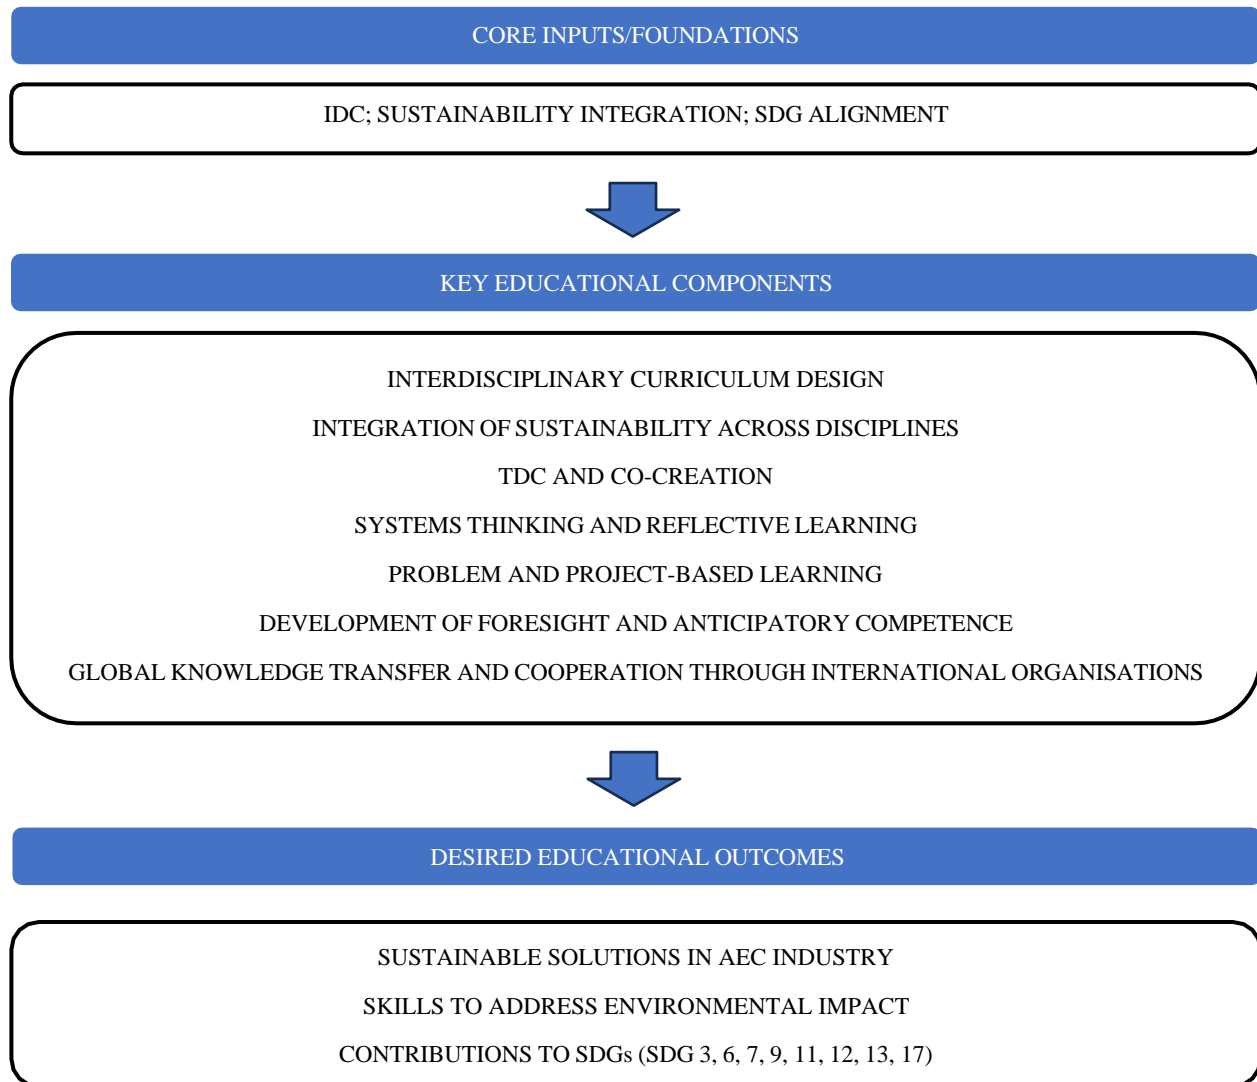 CORE INPUTS/FOUNDATIONS
IDC; SUSTAINABILITY INTEGRATION; SDG ALIGNMENT
KEY EDUCATIONAL COMPONENTS
INTERDISCIPLINARY CURRICULUM DESIGN
INTEGRATION OF SUSTAINABILITY ACROSS DISCIPLINES
TDC AND CO-CREATION
SYSTEMS THINKING AND REFLECTIVE LEARNING
PROBLEM AND PROJECT-BASED LEARNING
DEVELOPMENT OF FORESIGHT AND ANTICIPATORY COMPETENCE
GLOBAL KNOWLEDGE TRANSFER AND COOPERATION THROUGH INTERNATIONAL ORGANISATIONS
DESIRED EDUCATIONAL OUTCOMES
SUSTAINABLE SOLUTIONS IN AEC INDUSTRY
SKILLS TO ADDRESS ENVIRONMENTAL IMPACT
CONTRIBUTIONS TO SDGs (SDG 3, 6, 7, 9, 11, 12, 13, 17)